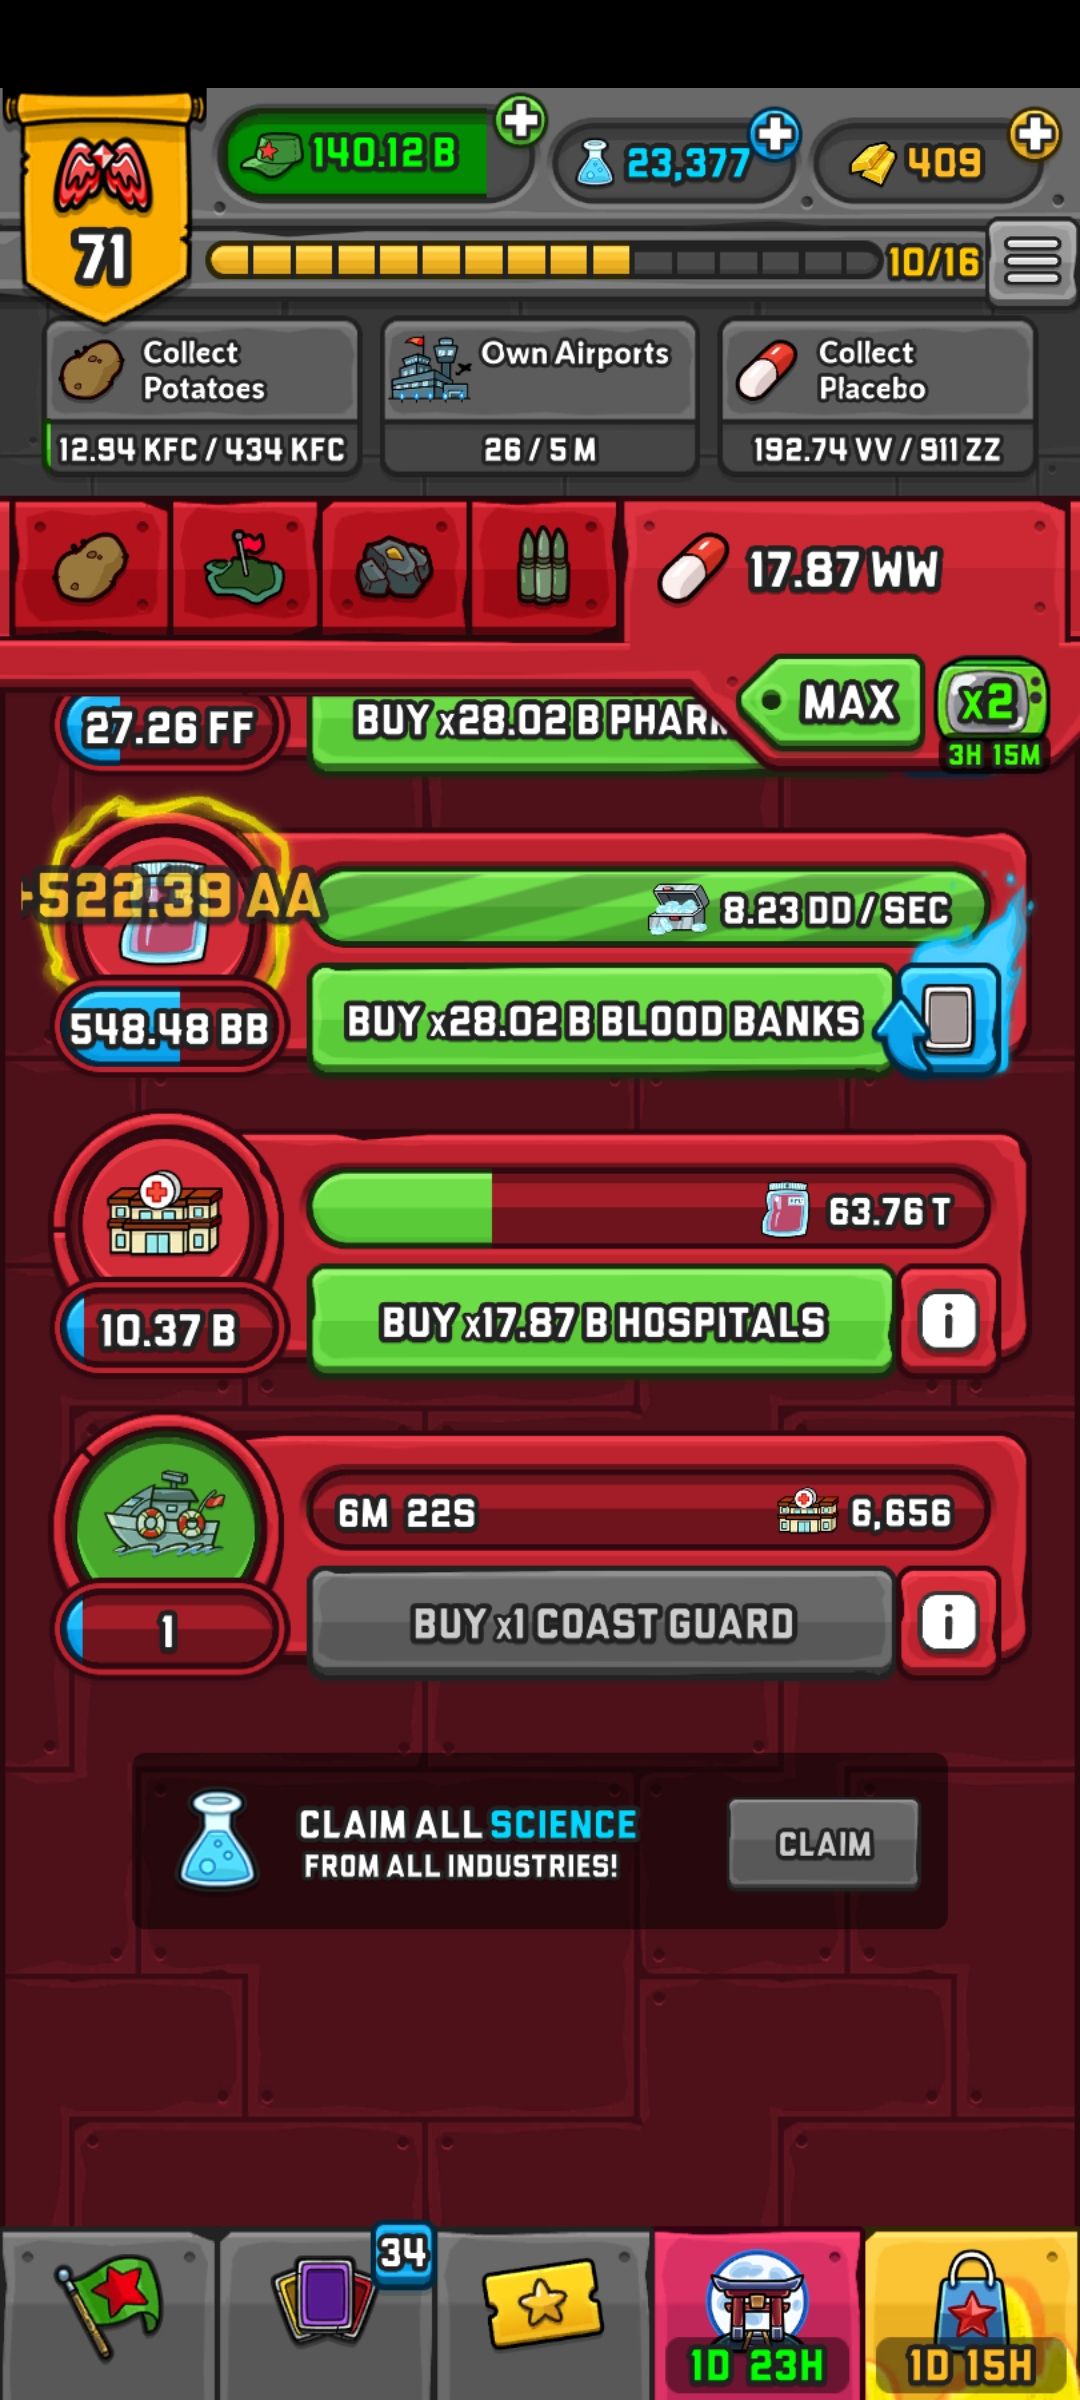 140.12 B
23,377
409
71
10/16
Collect
Potatoes
12.94 KFC / 434 KFC
Own Airports
26 / 5 M
Collect
Placebo
192.74 VV / 911 ZZ
17.87 WW
MAX
x2
3H 15M
27.26 FF
BUY x28.02 B
+522.39 AA
8.23 DD / SEC
548.48 BB
BUY x28.02 B BLOOD BANKS
63.76 T
10.37 B
BUY x17.87 B HOSPITALS
i
6M 22S
6,656
1
BUY x1 COAST GUARD
i
CLAIM ALL SCIENCE
FROM ALL INDUSTRIES!
CLAIM
34
1D 23H
1D 15H